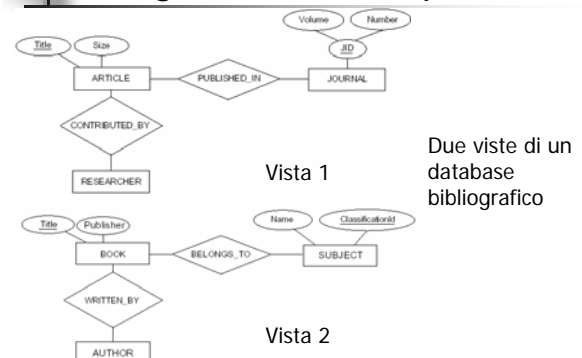 Volume Number
Title Size JID
ARTICLE PUBLISHED_IN JOURNAL
CONTRIBUTED_BY
RESEARCHER
Vista 1
Due viste di un
database
bibliografico
Title Publisher Name ClassificationId
BOOK BELONGS_TO SUBJECT
WRITTEN_BY
AUTHOR
Vista 2